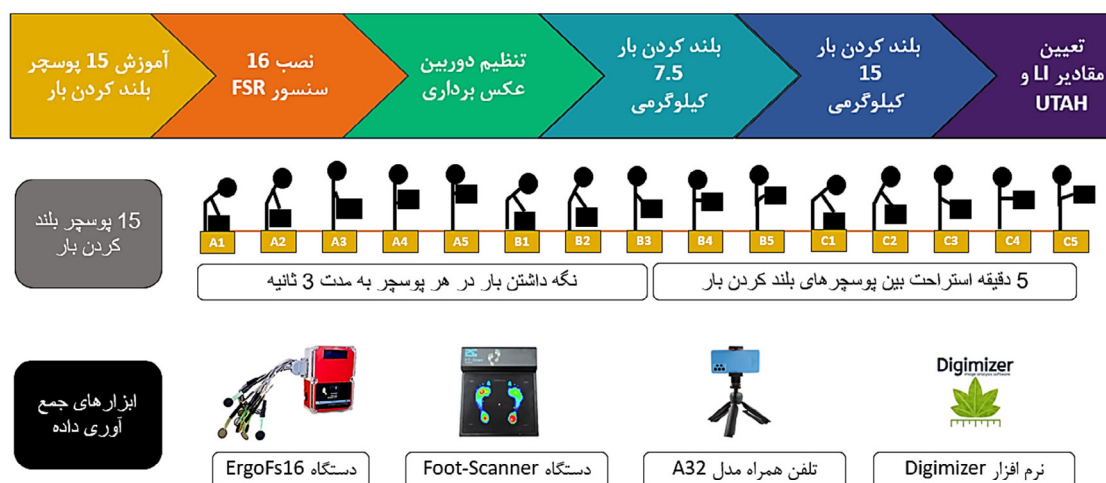 آموزش 15 پوسچر
بلند کردن بار
نصب 16
سنسور FSR
تنظیم دوربین
عکس برداری
بلند کردن بار
7.5
کیلوگرمی
بلند کردن بار
15
کیلوگرمی
تعیین
مقادیر LI و
UTAH
15 پوسچر بلند
کردن بار
A1 A2 A3 A4 A5 B1 B2 B3 B4 B5 C1 C2 C3 C4 C5
نگه داشتن بار در هر پوسچر به مدت 3 ثانیه
5 دقیقه استراحت بین پوسچرهای بلند کردن بار
ابزارهای جمع
آوری داده
Digimizer
image analysis software
دستگاه ErgoFs16
دستگاه Foot-Scanner
تلفن همراه مدل A32
نرم افزار Digimizer